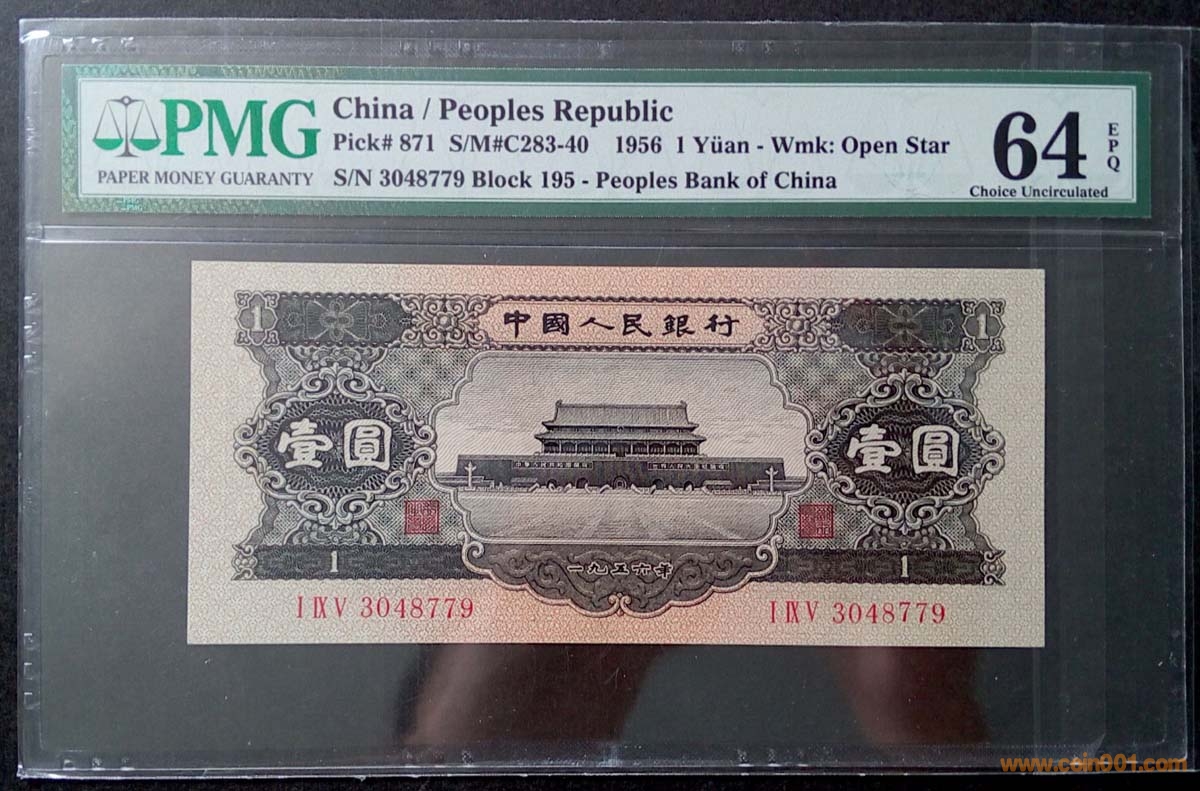 PMG
PAPER MONEY GUARANTY
China / Peoples Republic
Pick# 871 S/M#C283-40 1956 1 Yüan - Wmk: Open Star
S/N 3048779 Block 195 - Peoples Bank of China
64
EPQ
Choice Uncirculated
1
中國人民銀行
1
壹圓
壹圓
1
一九五六年
1
I IX V 3048779
I IX V 3048779
www.coin001.com